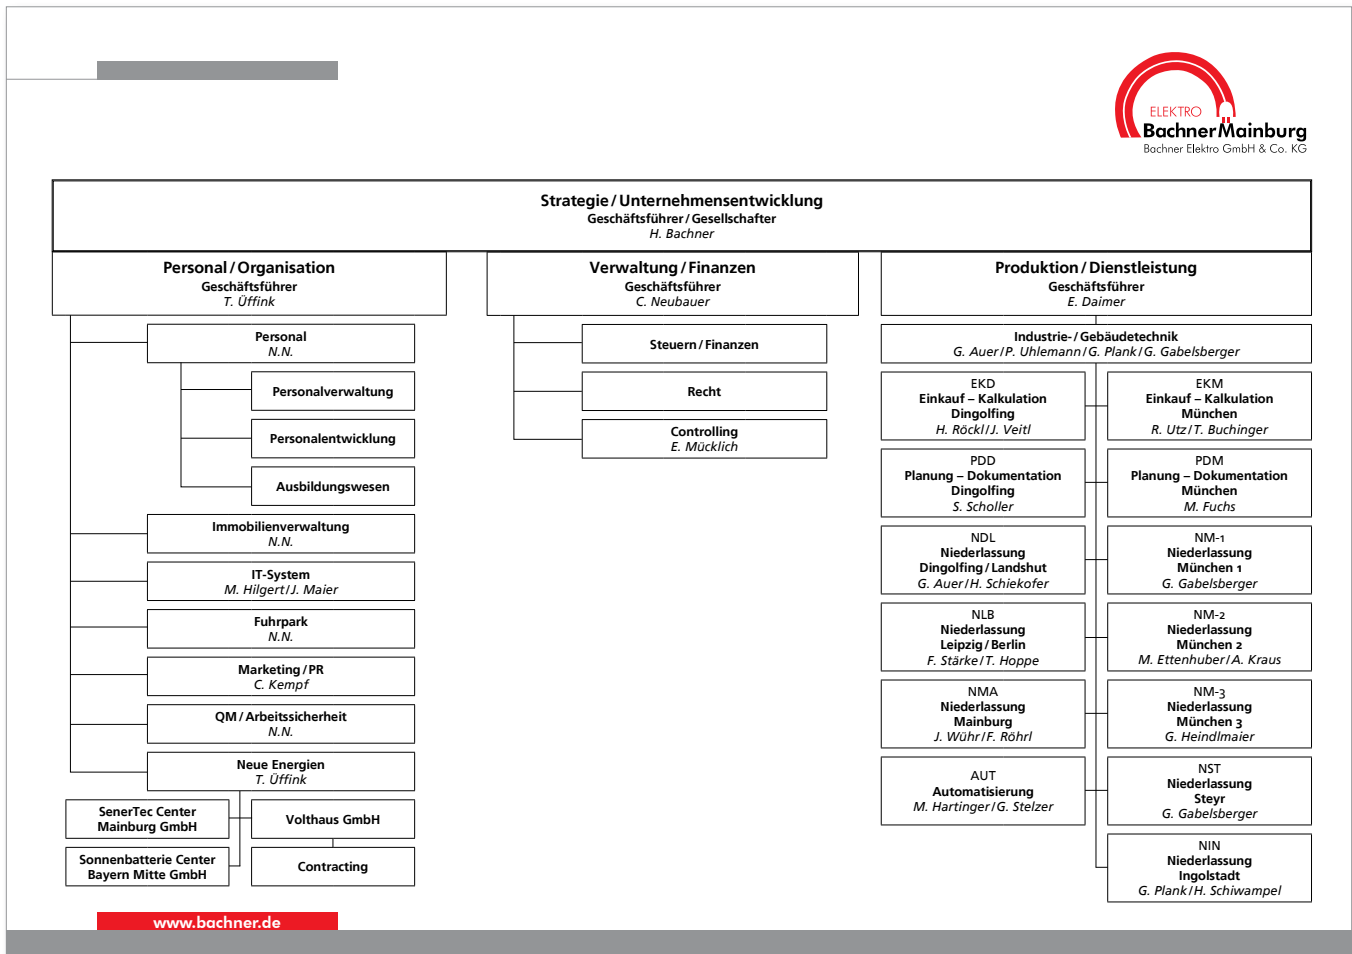 ELEKTRO
Bachner Mainburg
Bachner Elektro GmbH & Co. KG
Strategie / Unternehmensentwicklung
Geschäftsführer / Gesellschafter
H. Bachner
Personal / Organisation
Geschäftsführer
T. Üffink
Verwaltung / Finanzen
Geschäftsführer
C. Neubauer
Produktion / Dienstleistung
Geschäftsführer
E. Daimer
Personal
N.N.
Personalverwaltung
Personalentwicklung
Ausbildungswesen
Immobilienverwaltung
N.N.
IT-System
M. Hilgert / J. Maier
Fuhrpark
N.N.
Marketing / PR
C. Kempf
QM / Arbeitssicherheit
N.N.
Neue Energien
T. Üffink
SenerTec Center
Mainburg GmbH
Volthaus GmbH
Sonnenbatterie Center
Bayern Mitte GmbH
Contracting
Steuern / Finanzen
Recht
Controlling
E. Mücklich
Industrie- / Gebäudetechnik
G. Auer / P. Uhlemann / G. Plank / G. Gabelsberger
EKD
Einkauf – Kalkulation
Dingolfing
H. Röckl / J. Veitl
EKM
Einkauf – Kalkulation
München
R. Utz / T. Buchinger
PDD
Planung – Dokumentation
Dingolfing
S. Scholler
PDM
Planung – Dokumentation
München
M. Fuchs
NDL
Niederlassung
Dingolfing / Landshut
G. Auer / H. Schiekofer
NM-1
Niederlassung
München 1
G. Gabelsberger
NLB
Niederlassung
Leipzig / Berlin
F. Stärke / T. Hoppe
NM-2
Niederlassung
München 2
M. Ettenhuber / A. Kraus
NMA
Niederlassung
Mainburg
J. Wühr / F. Röhrl
NM-3
Niederlassung
München 3
G. Heindlmaier
AUT
Automatisierung
M. Hartinger / G. Stelzer
NST
Niederlassung
Steyr
G. Gabelsberger
NIN
Niederlassung
Ingolstadt
G. Plank / H. Schiwampel
www.bachner.de